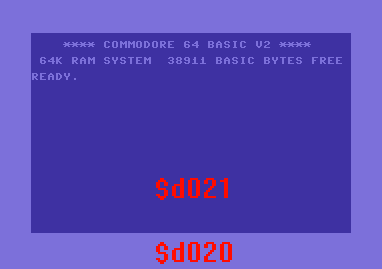 **** COMMODORE 64 BASIC V2 ****
64K RAM SYSTEM  38911 BASIC BYTES FREE
READY.
$d021
$d020